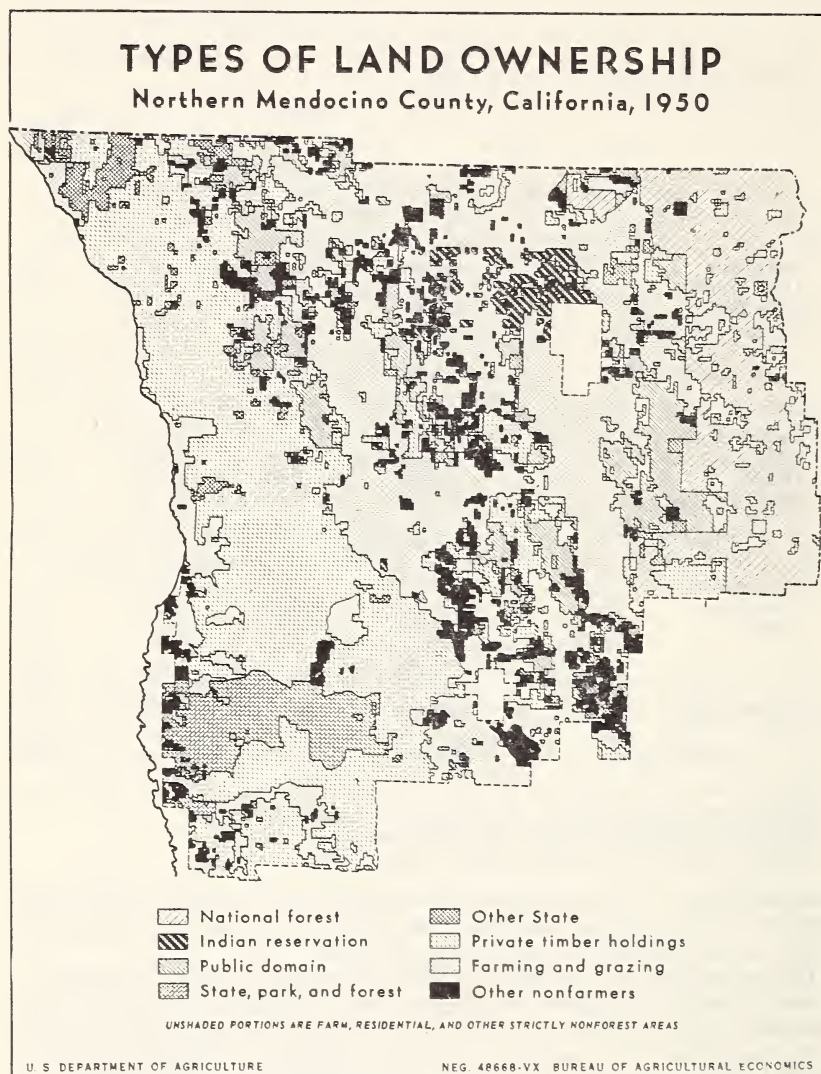 TYPES OF LAND OWNERSHIP
Northern Mendocino County, California, 1950
National forest
Indian reservation
Public domain
State, park, and forest
Other State
Private timber holdings
Farming and grazing
Other nonfarmers
UNSHADED PORTIONS ARE FARM, RESIDENTIAL, AND OTHER STRICTLY NONFOREST AREAS
U. S. DEPARTMENT OF AGRICULTURE
NEG. 48668-VX BUREAU OF AGRICULTURAL ECONOMICS